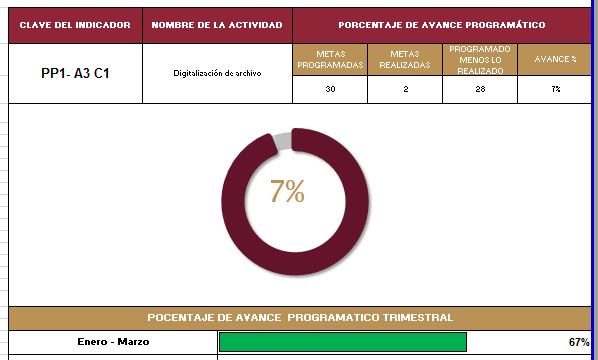 CLAVE DEL INDICADOR
NOMBRE DE LA ACTIVIDAD
PORCENTAJE DE AVANCE PROGRAMÁTICO
METAS PROGRAMADAS
METAS REALIZADAS
PROGRAMADO MENOS LO REALIZADO
AVANCE %
PP1- A3 C1
Digitalización de archivo
30
2
28
7%
7%
POCENTAJE DE AVANCE PROGRAMATICO TRIMESTRAL
Enero - Marzo
67%